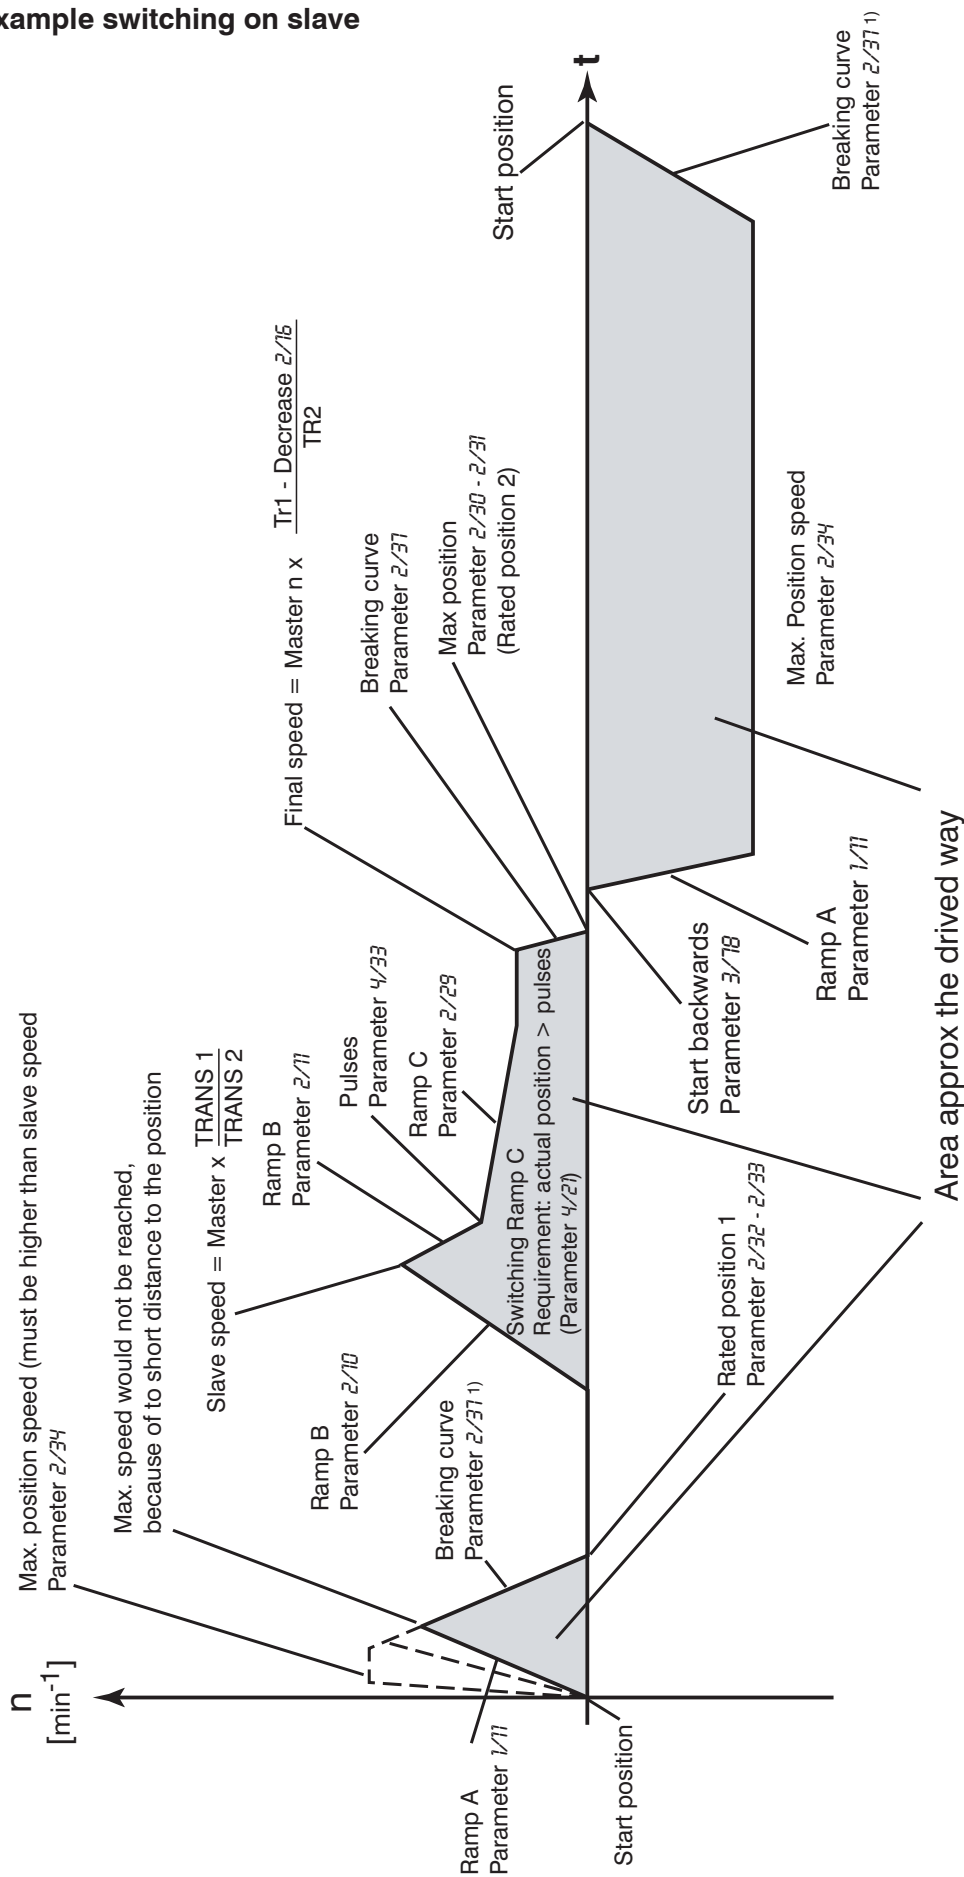 xample switching on slave
n
[min-1]
Max. position speed (must be higher than slave speed
Parameter 2/34
Max. speed would not be reached,
because of to short distance to the position
Slave speed = Master x TRANS 1
TRANS 2
Ramp B
Parameter 2/11
Pulses
Parameter 4/33
Ramp C
Parameter 2/29
Final speed = Master n x Tr1 - Decrease 2/16
TR2
Breaking curve
Parameter 2/37
Max position
Parameter 2/30 - 2/31
(Rated position 2)
Start position
t
Ramp B
Parameter 2/10
Breaking curve
Parameter 2/37 1)
Ramp A
Parameter 1/11
Start position
Switching Ramp C
Requirement: actual position > pulses
(Parameter 4/21)
Rated position 1
Parameter 2/32 - 2/33
Start backwards
Parameter 3/78
Ramp A
Parameter 1/11
Max. Position speed
Parameter 2/34
Breaking curve
Parameter 2/37 1)
Area approx the drived way